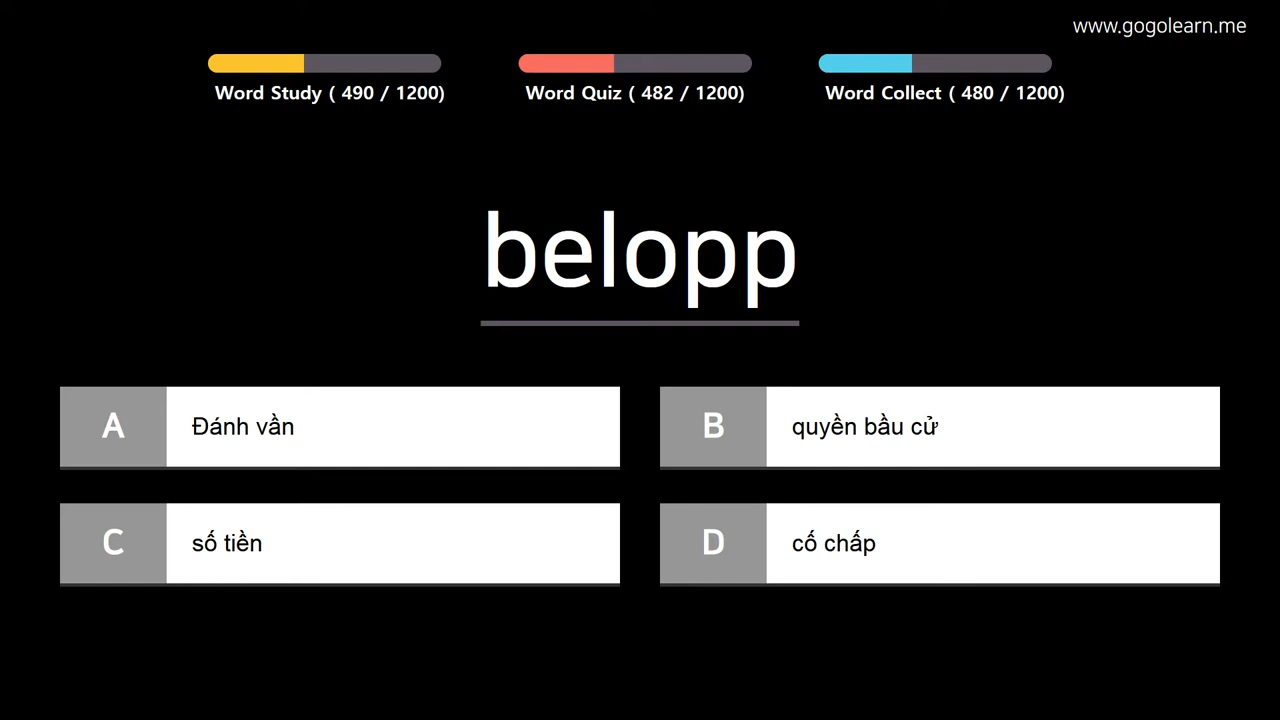 www.gogolearn.me
Word Study ( 490 / 1200)
Word Quiz ( 482 / 1200)
Word Collect ( 480 / 1200)
belopp
A
Đánh vần
B
quyền bầu cử
C
số tiền
D
cố chấp